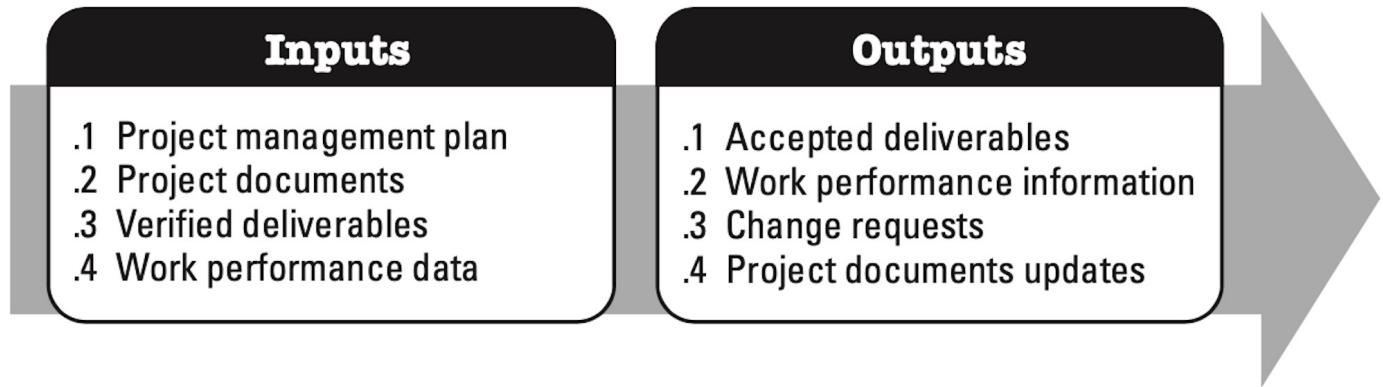 Inputs
.1 Project management plan
.2 Project documents
.3 Verified deliverables
.4 Work performance data
Outputs
.1 Accepted deliverables
.2 Work performance information
.3 Change requests
.4 Project documents updates